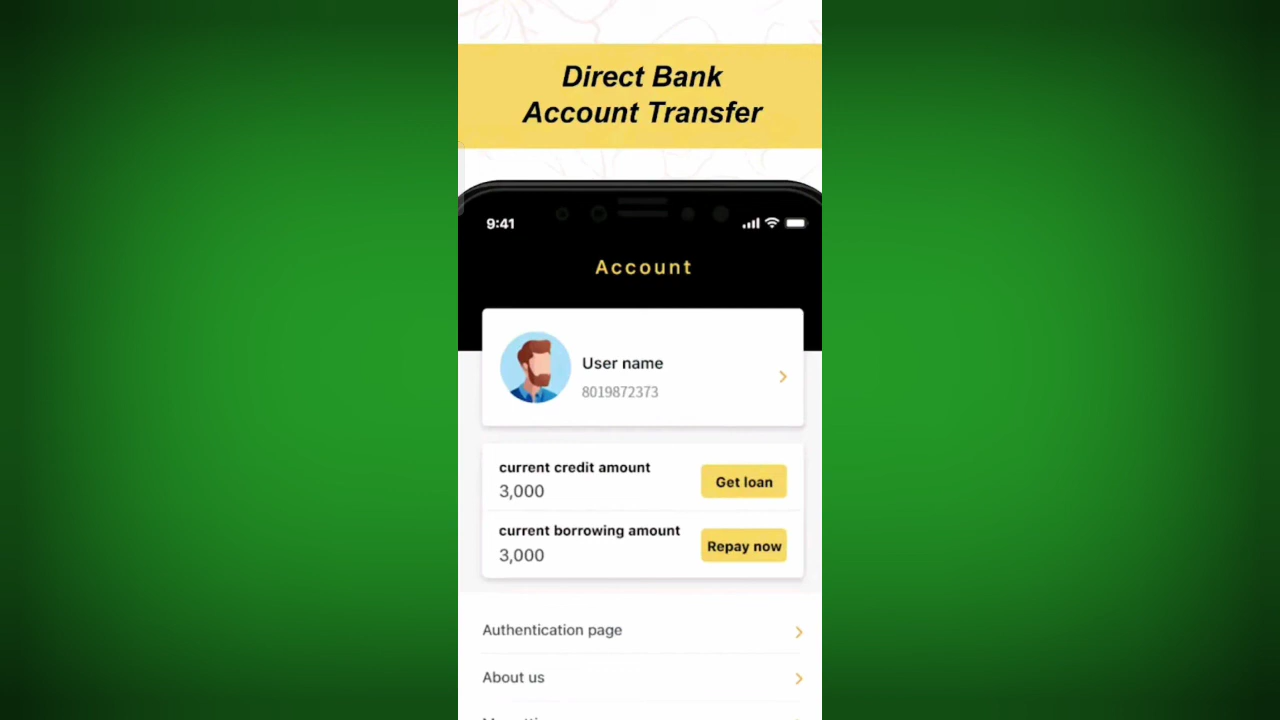 Direct Bank
Account Transfer
9:41
Account
User name
8019872373
current credit amount
3,000
Get loan
current borrowing amount
3,000
Repay now
Authentication page
About us